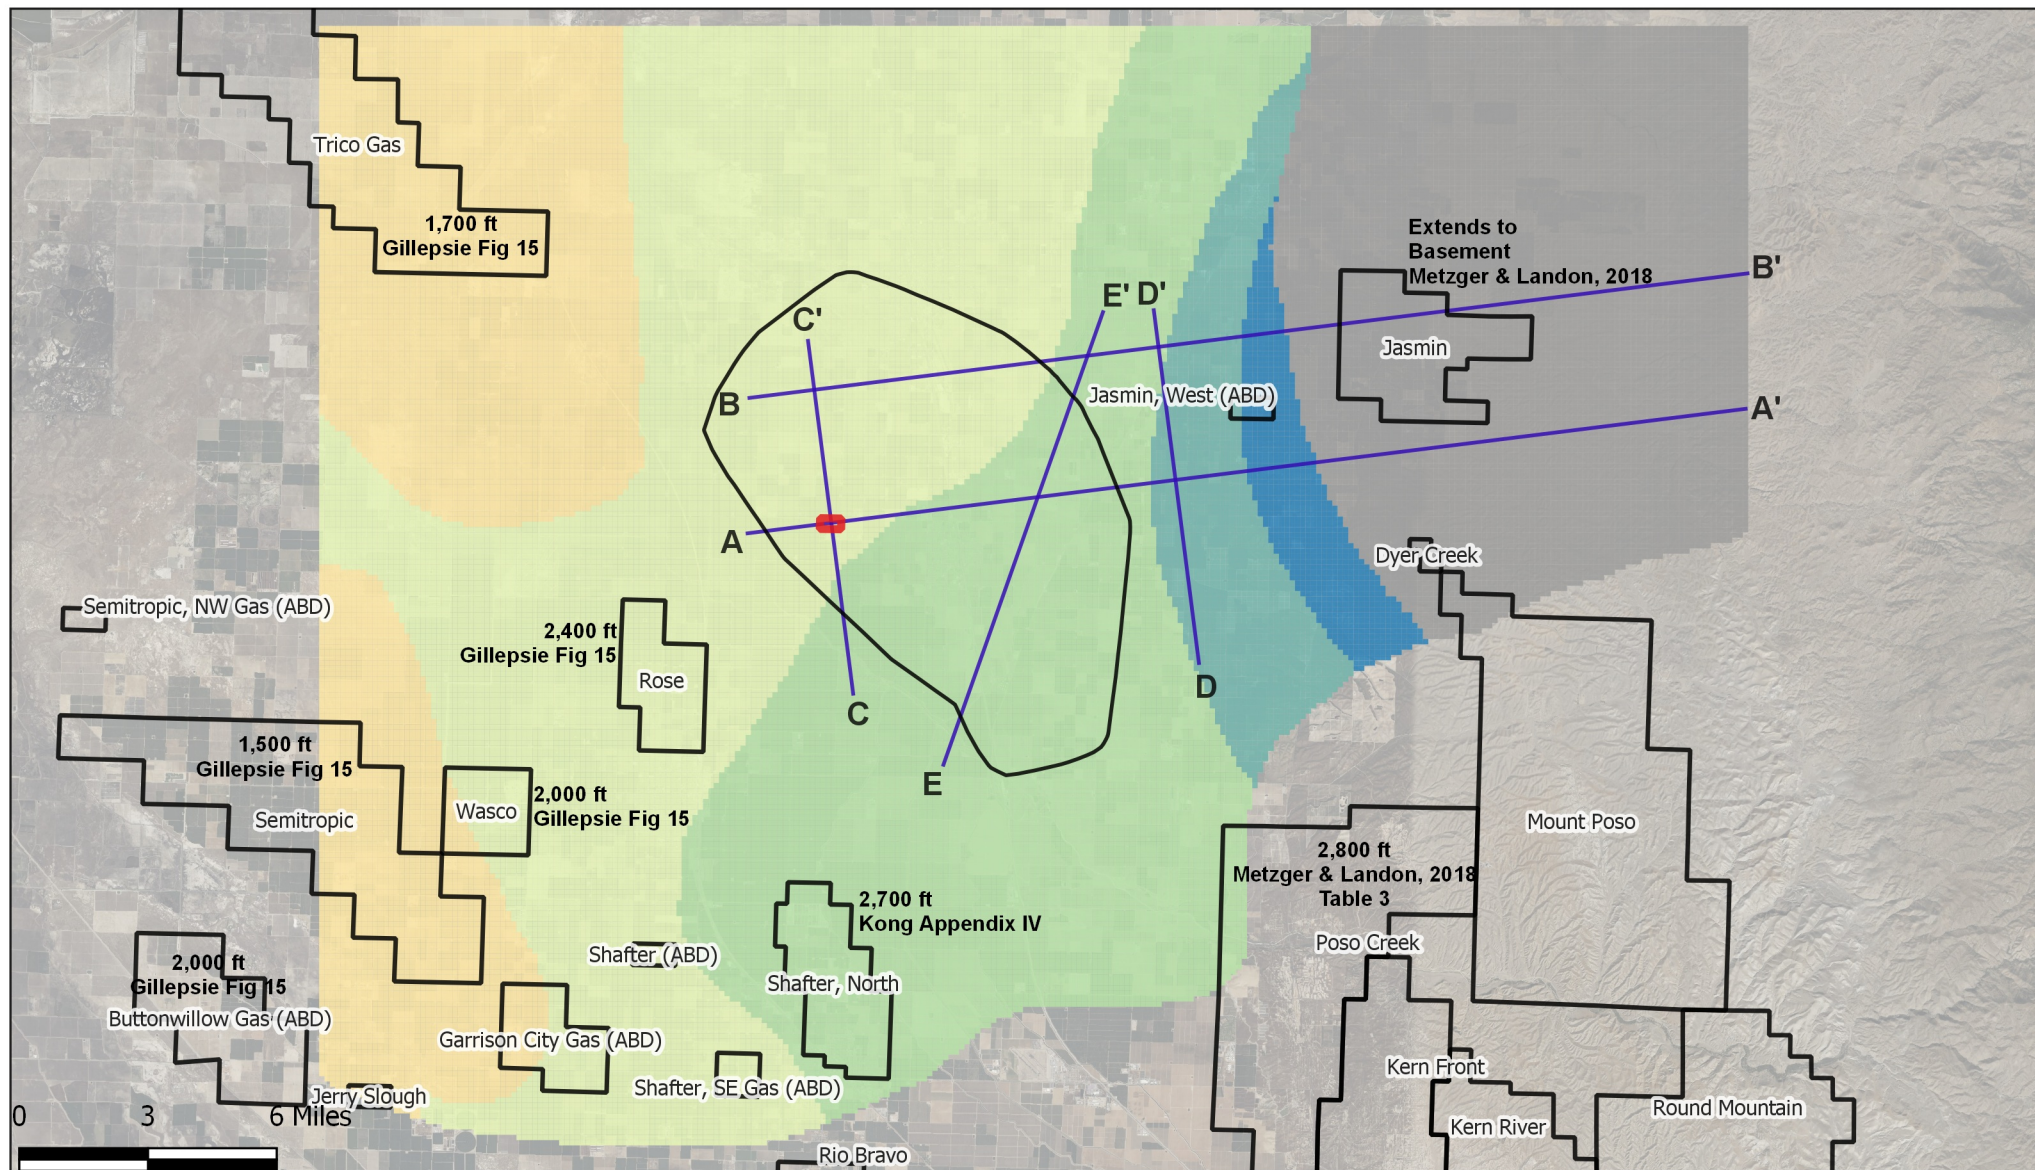 Trico Gas
1,700 ft
Gillepsie Fig 15
Extends to
Basement
Metzger & Landon, 2018
B'
E'
D'
C'
Jasmin
B
Jasmin, West (ABD)
A'
A
Dyer Creek
Semitropic, NW Gas (ABD)
2,400 ft
Gillepsie Fig 15
Rose
D
C
1,500 ft
Gillepsie Fig 15
E
Semitropic
Wasco
2,000 ft
Gillepsie Fig 15
Mount Poso
2,800 ft
Metzger & Landon, 2018
Table 3
2,700 ft
Kong Appendix IV
Poso Creek
Shafter (ABD)
2,000 ft
Gillepsie Fig 15
Shafter, North
Buttonwillow Gas (ABD)
Garrison City Gas (ABD)
Kern Front
Shafter, SE Gas (ABD)
Jerry Slough
Round Mountain
0 3 6 Miles
Kern River
Rio Bravo